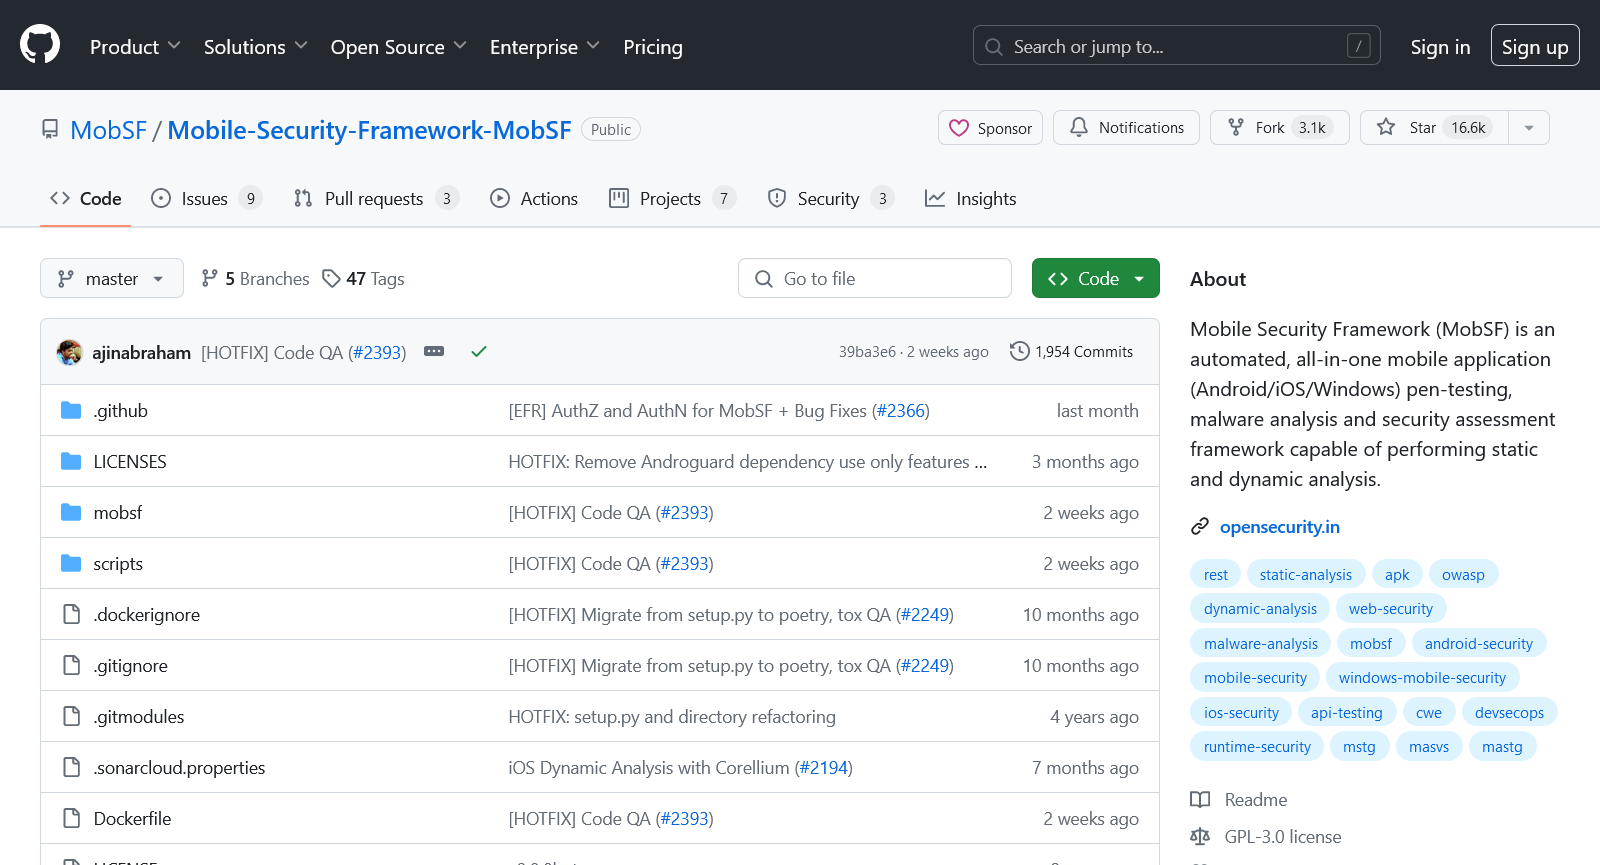 Product Solutions Open Source Enterprise Pricing Search or jump to... / Sign in Sign up
MobSF / Mobile-Security-Framework-MobSF Public Sponsor Notifications Fork 3.1k Star 16.6k
Code Issues 9 Pull requests 3 Actions Projects 7 Security 3 Insights
master 5 Branches 47 Tags Go to file Code
ajinabraham [HOTFIX] Code QA (#2393) 39ba3e6 · 2 weeks ago 1,954 Commits
.github [EFR] AuthZ and AuthN for MobSF + Bug Fixes (#2366) last month
LICENSES HOTFIX: Remove Androguard dependency use only features ... 3 months ago
mobsf [HOTFIX] Code QA (#2393) 2 weeks ago
scripts [HOTFIX] Code QA (#2393) 2 weeks ago
.dockerignore [HOTFIX] Migrate from setup.py to poetry, tox QA (#2249) 10 months ago
.gitignore [HOTFIX] Migrate from setup.py to poetry, tox QA (#2249) 10 months ago
.gitmodules HOTFIX: setup.py and directory refactoring 4 years ago
.sonarcloud.properties iOS Dynamic Analysis with Corellium (#2194) 7 months ago
Dockerfile [HOTFIX] Code QA (#2393) 2 weeks ago
About
Mobile Security Framework (MobSF) is an
automated, all-in-one mobile application
(Android/iOS/Windows) pen-testing,
malware analysis and security assessment
framework capable of performing static
and dynamic analysis.
opensecurity.in
rest static-analysis apk owasp
dynamic-analysis web-security
malware-analysis mobsf android-security
mobile-security windows-mobile-security
ios-security api-testing cwe devsecops
runtime-security mstg masvs mastg
Readme
GPL-3.0 license